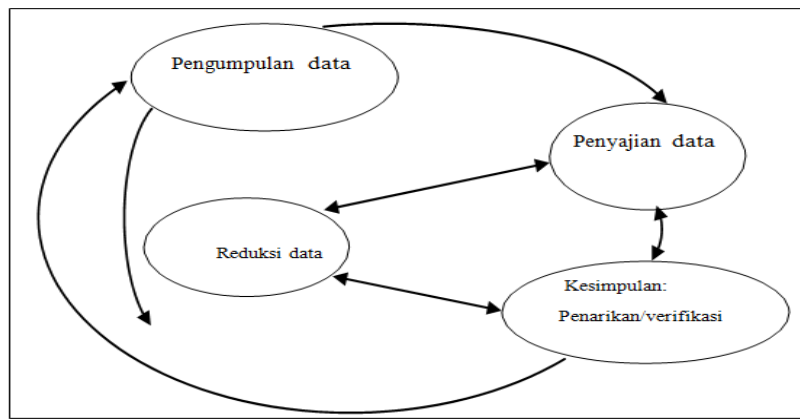 Pengumpulan data
Penyajian data
Reduksi data
Kesimpulan:
Penarikan/verifikasi